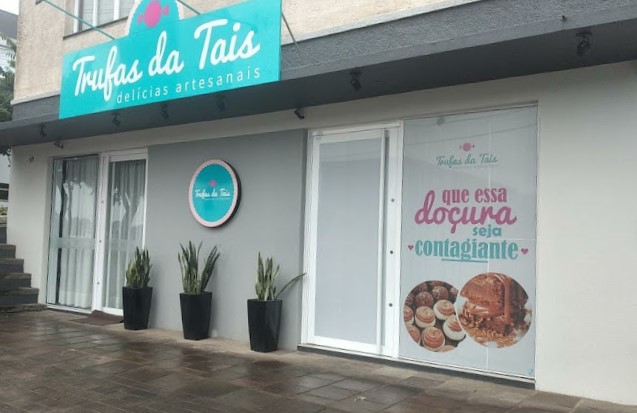 Trufas da Tais
delícias artesanais
Trufas da Tais
Trufas da Tais
que essa
doçura
seja
contagiante